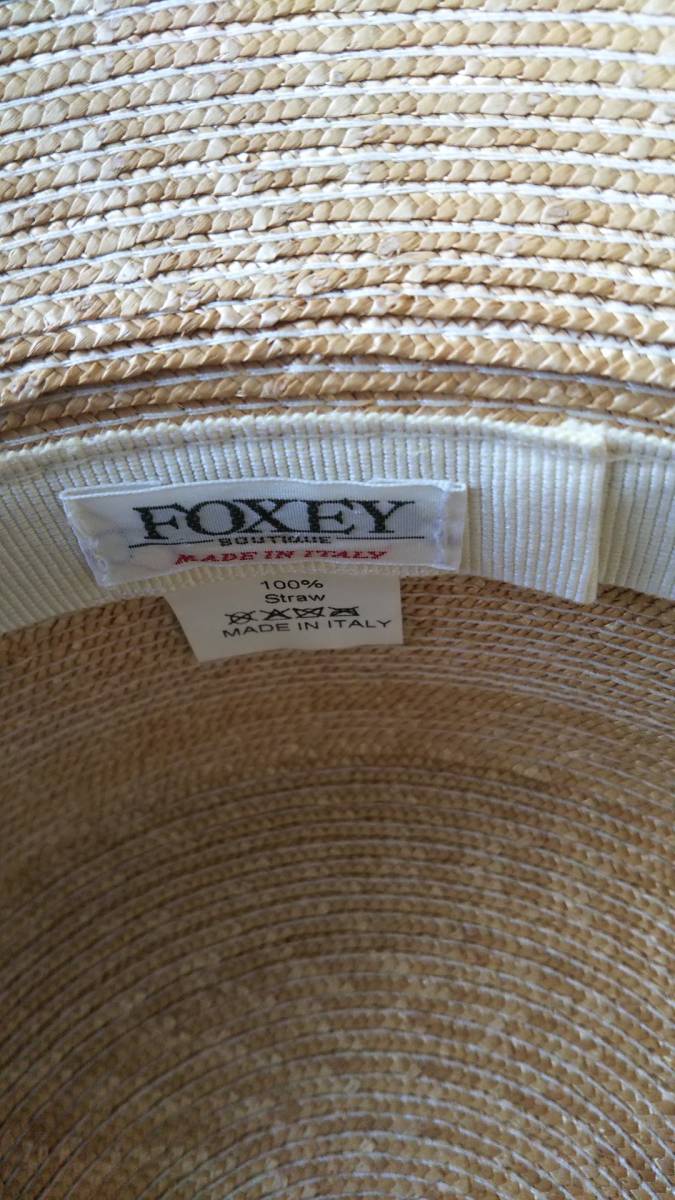 FOXEY
BOUTIQUE
MADE IN ITALY
100%
Straw
MADE IN ITALY